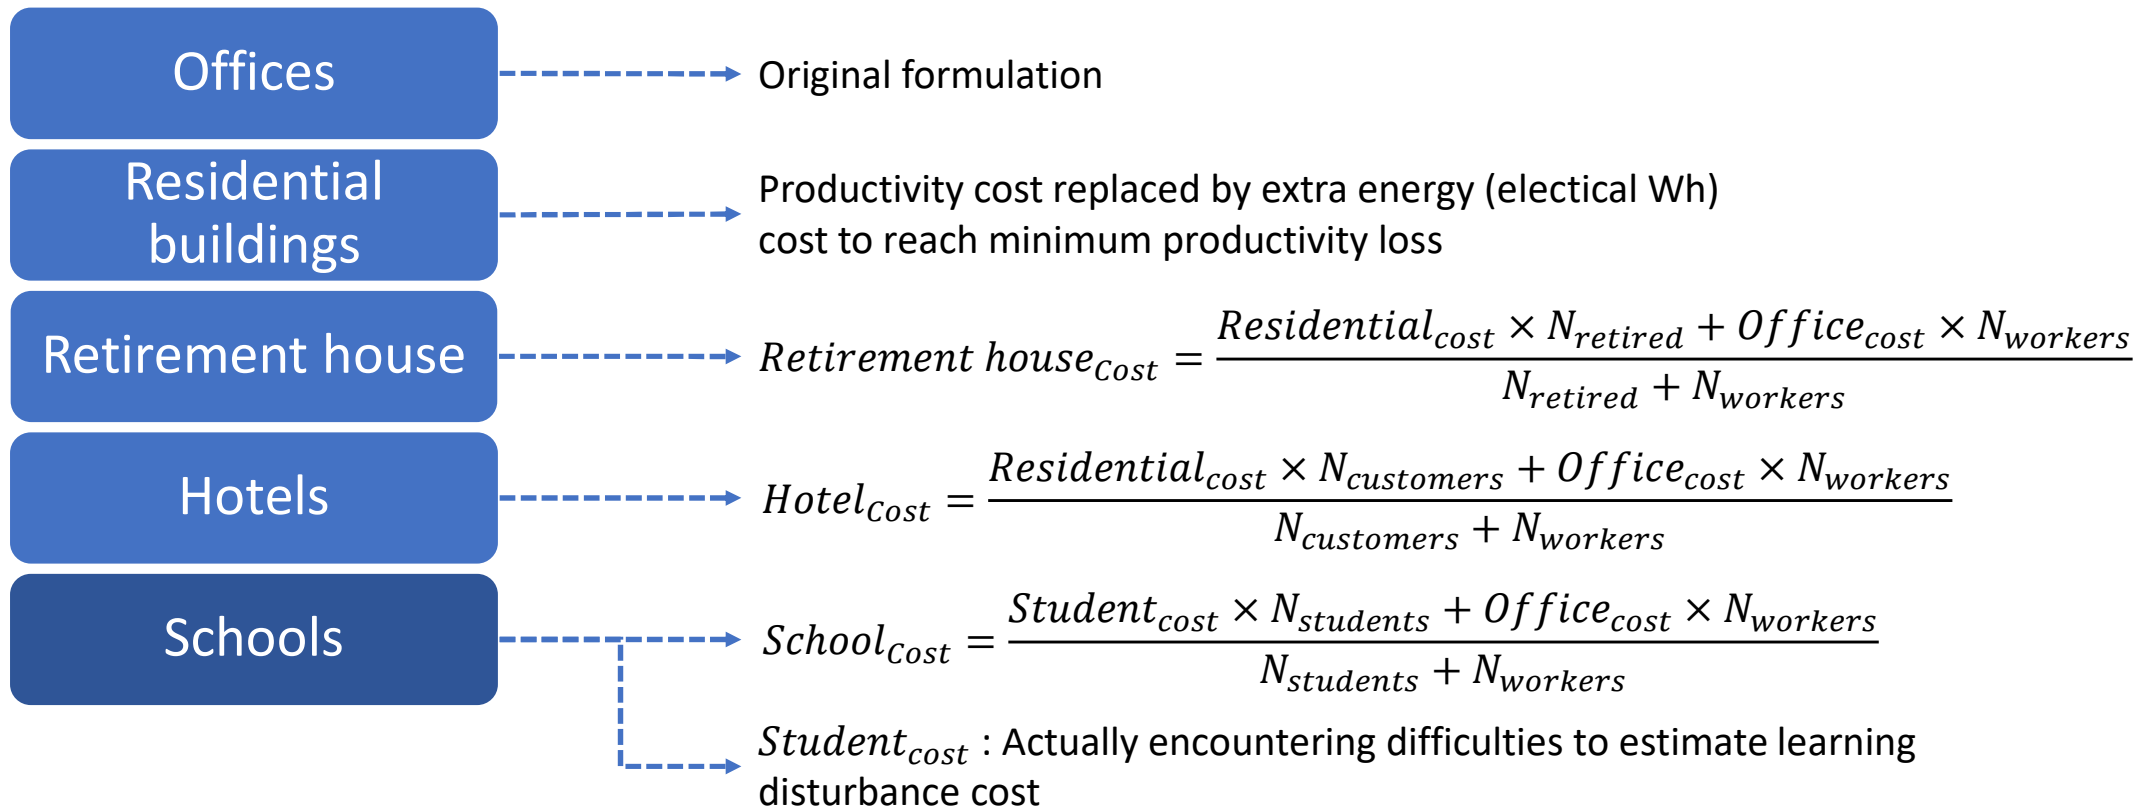 Offices
Original formulation
Residential
buildings
Productivity cost replaced by extra energy (electical Wh)
cost to reach minimum productivity loss
Retirement house
Retirement house_Cost = (Residential_cost × N_retired + Office_cost × N_workers) / (N_retired + N_workers)
Hotels
Hotel_Cost = (Residential_cost × N_customers + Office_cost × N_workers) / (N_customers + N_workers)
Schools
School_Cost = (Student_cost × N_students + Office_cost × N_workers) / (N_students + N_workers)
Student_cost : Actually encountering difficulties to estimate learning
disturbance cost